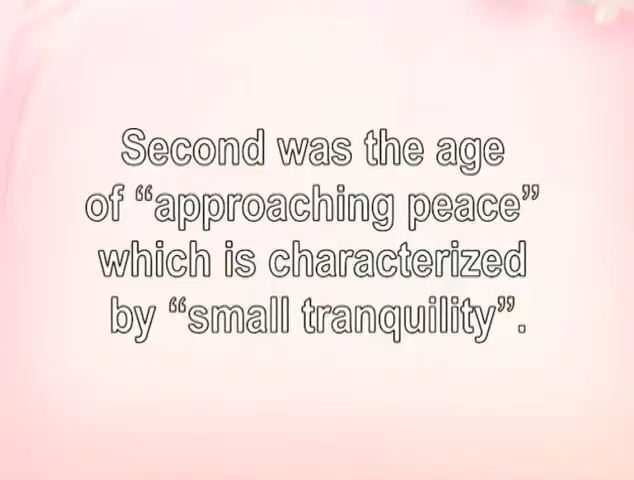 Second was the age
of “approaching peace”
which is characterized
by “small tranquility”.